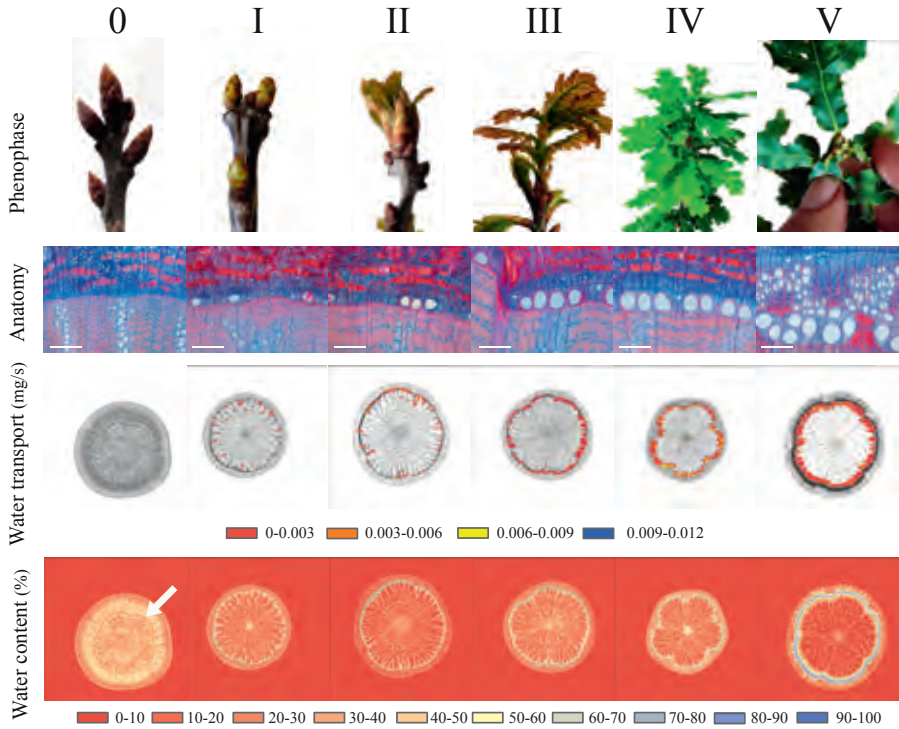 0 I II III IV V
Phenophase
Anatomy
Water transport (mg/s)
0-0.003 0.003-0.006 0.006-0.009 0.009-0.012
Water content (%)
0-10 10-20 20-30 30-40 40-50 50-60 60-70 70-80 80-90 90-100